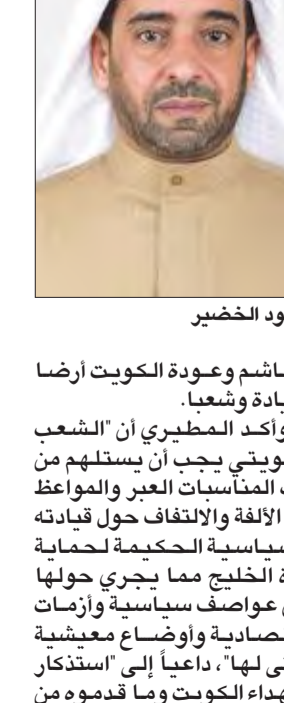 ود الخضير
اشم وعودة الكويت أرضا
يادة وشعبا.
وأكد المطيري أن "الشعب
ويتي يجب أن يستلهم من
المناسبات العبر والمواعظ
الألفة والالتفاف حول قيادته
سياسية الحكيمة لحماية
الخليج مما يجري حولها
عواصف سياسية وأزمات
صادية وأوضاع معيشية
ى لها"، داعياً إلى "استذكار
هداء الكويت وما قدموه من